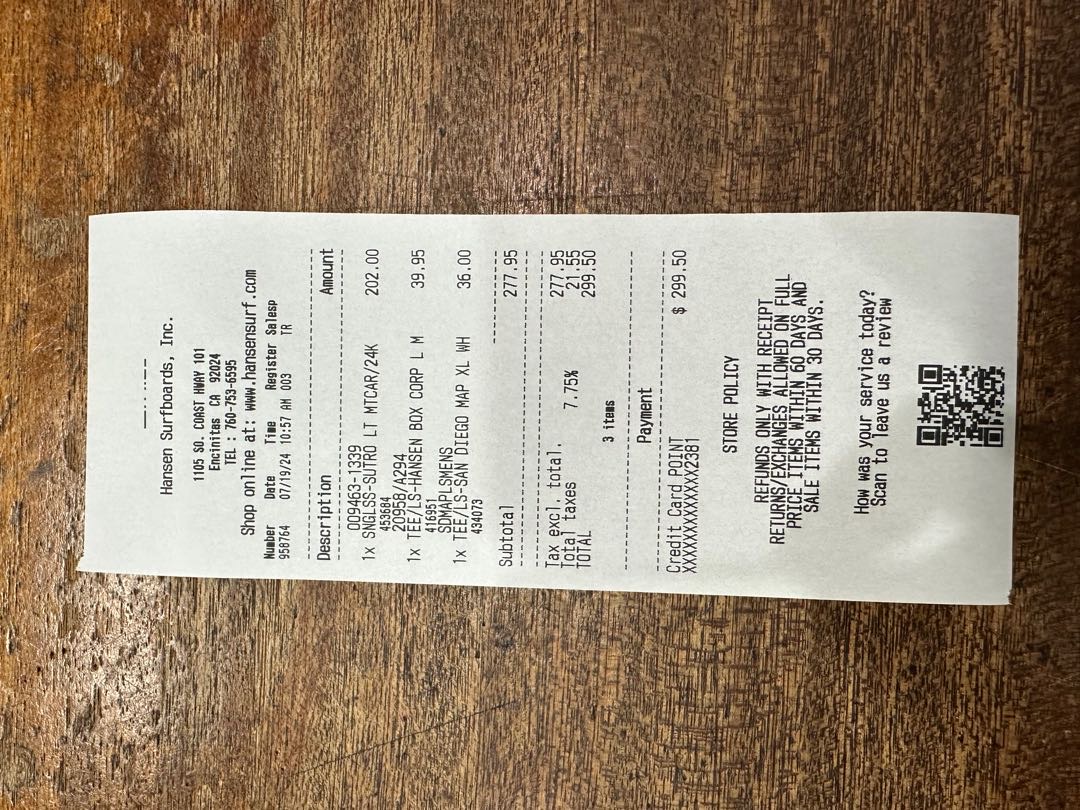 Hansen Surfboards, Inc.
1105 SO. COAST HWAY 101
Encinitas CA 92024
TEL : 760-753-6595
Shop online at: www.hansensurf.com
Number Date Time Register Salesp
958764 07/19/24 10:57 AM 003 TR
Description Amount
009463-1339
1x SNGLSS-SUTRO LT MTCAR/24K 202.00
453684
20958/A294
1x TEE/LS-HANSEN BOX CORP L M 39.95
416951
SDMAPLSMENS
1x TEE/LS-SAN DIEGO MAP XL WH 36.00
434073
Subtotal 277.95
Tax excl. total. 277.95
Total taxes 7.75% 21.55
TOTAL 299.50
3 items
Payment
Credit Card POINT $ 299.50
XXXXXXXXXXXXXXX2381
STORE POLICY
REFUNDS ONLY WITH RECEIPT
RETURNS/EXCHANGES ALLOWED ON FULL
PRICE ITEMS WITHIN 60 DAYS AND
SALE ITEMS WITHIN 30 DAYS.
How was your service today?
Scan to leave us a review